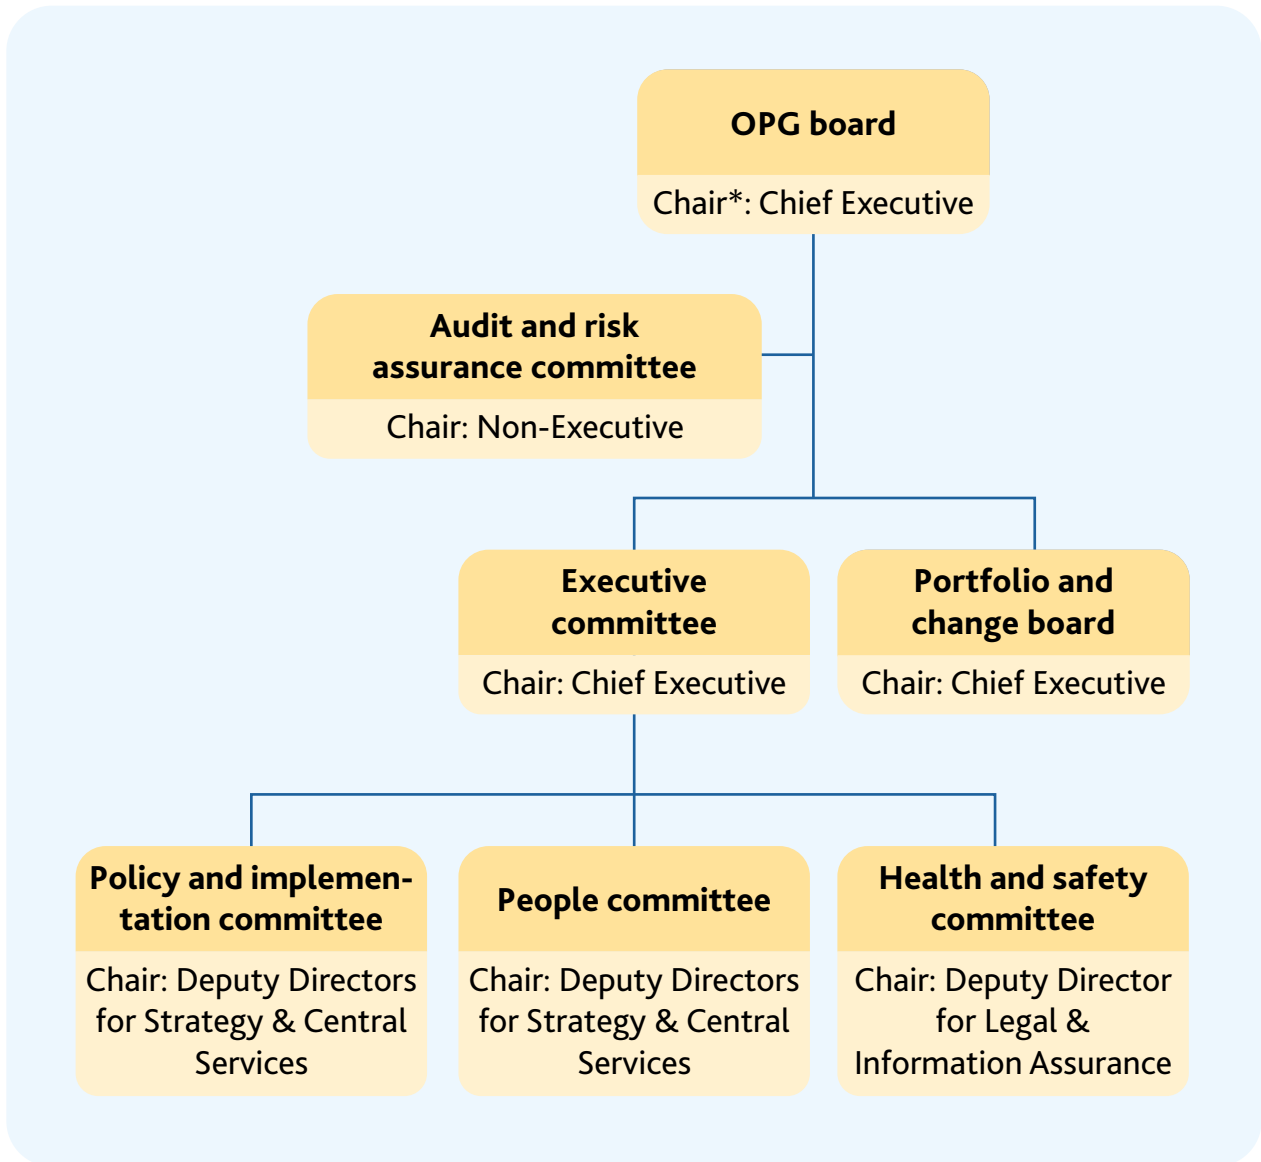 OPG board
Chair*: Chief Executive
Audit and risk
assurance committee
Chair: Non-Executive
Executive
committee
Chair: Chief Executive
Portfolio and
change board
Chair: Chief Executive
Policy and implemen-
tation committee
Chair: Deputy Directors
for Strategy & Central
Services
People committee
Chair: Deputy Directors
for Strategy & Central
Services
Health and safety
committee
Chair: Deputy Director
for Legal &
Information Assurance